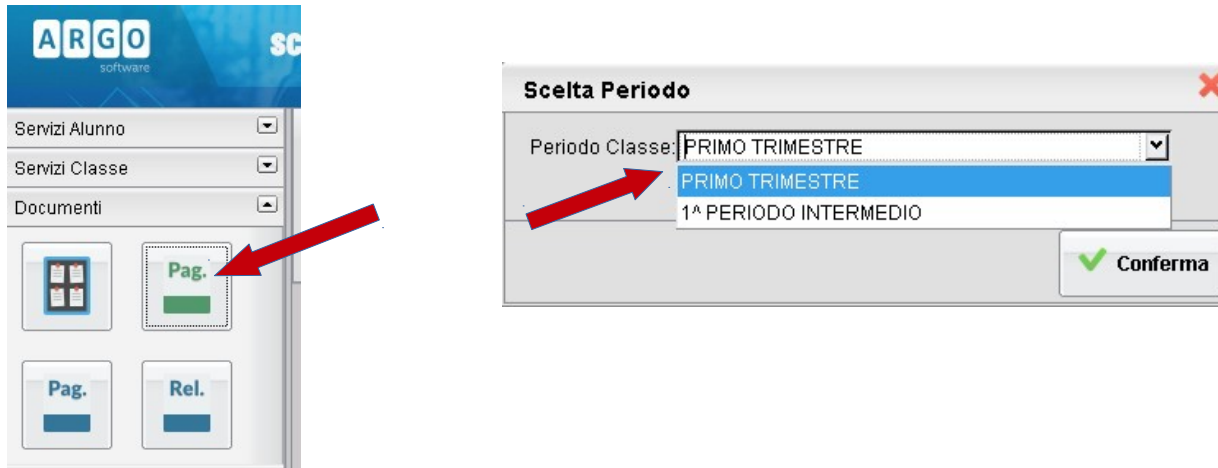 ARGO
software
sc
Servizi Alunno
Servizi Classe
Documenti
Pag.
Pag.
Rel.
Scelta Periodo
Periodo Classe: PRIMO TRIMESTRE
PRIMO TRIMESTRE
1^ PERIODO INTERMEDIO
Conferma